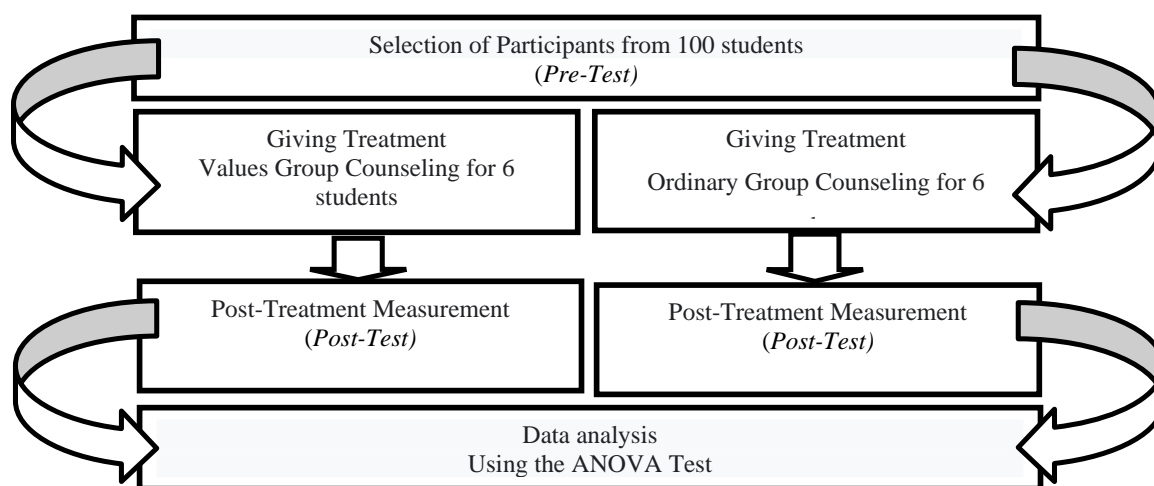 Selection of Participants from 100 students
(Pre-Test)
Giving Treatment
Values Group Counseling for 6
students
Giving Treatment
Ordinary Group Counseling for 6
Post-Treatment Measurement
(Post-Test)
Post-Treatment Measurement
(Post-Test)
Data analysis
Using the ANOVA Test